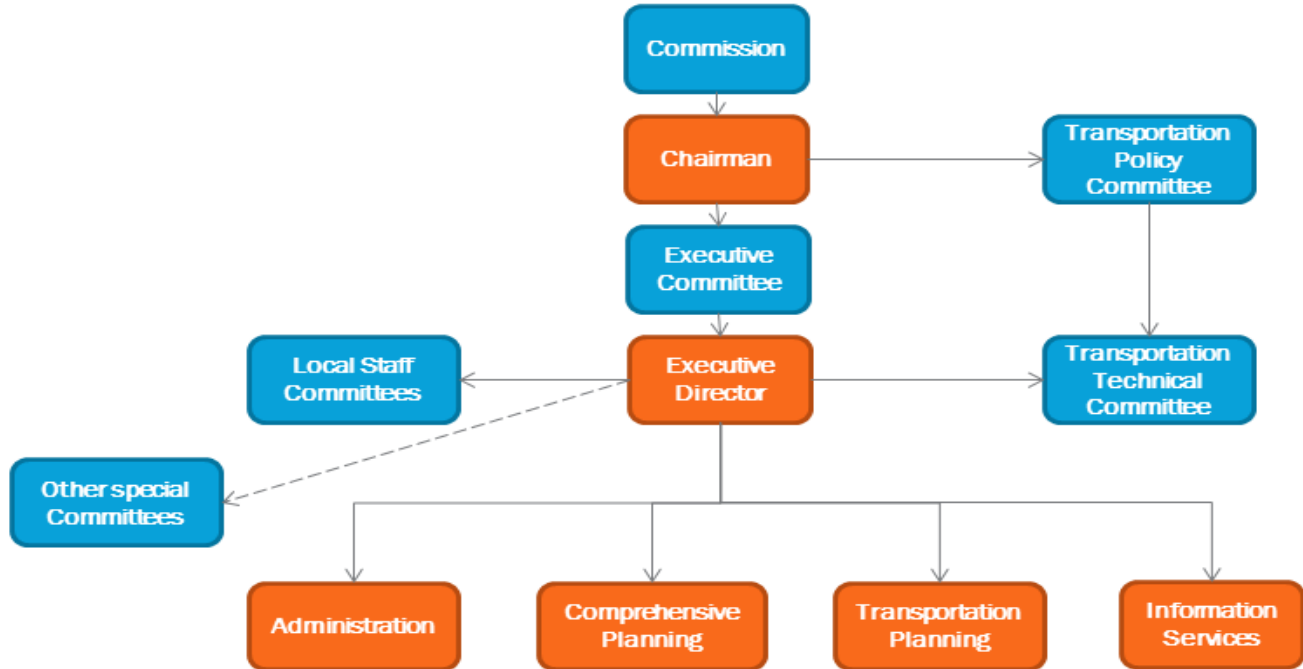 Commission
Chairman
Transportation
Policy
Committee
Executive
Committee
Local Staff
Committees
Executive
Director
Transportation
Technical
Committee
Other special
Committees
Administration
Comprehensive
Planning
Transportation
Planning
Information
Services